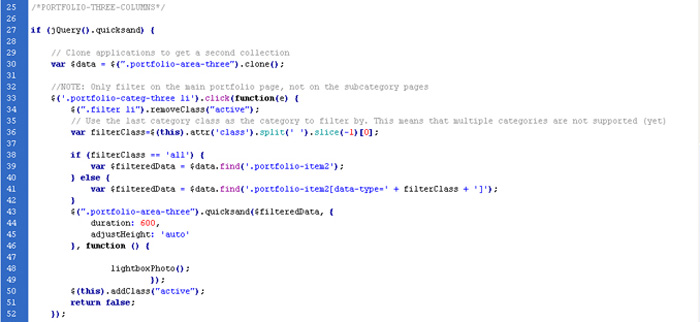 25 /*PORTFOLIO-THREE-COLUMNS*/
26
27 if (jQuery().quicksand) {
28
29 // Clone applications to get a second collection
30 var $data = $(".portfolio-area-three").clone();
31
32 //NOTE: Only filter on the main portfolio page, not on the subcategory pages
33 $('.portfolio-categ-three li').click(function(e) {
34 $(".filter li").removeClass("active");
35 // Use the last category class as the category to filter by. This means that multiple categories are not supported (yet)
36 var filterClass=$(this).attr('class').split(' ').slice(-1)[0];
37
38 if (filterClass == 'all') {
39 var $filteredData = $data.find('.portfolio-item2');
40 } else {
41 var $filteredData = $data.find('.portfolio-item2[data-type=' + filterClass + ']');
42 }
43 $(".portfolio-area-three").quicksand($filteredData, {
44 duration: 600,
45 adjustHeight: 'auto'
46 }, function () {
47
48 lightboxPhoto();
49 });
50 $(this).addClass("active");
51 return false;
52 });